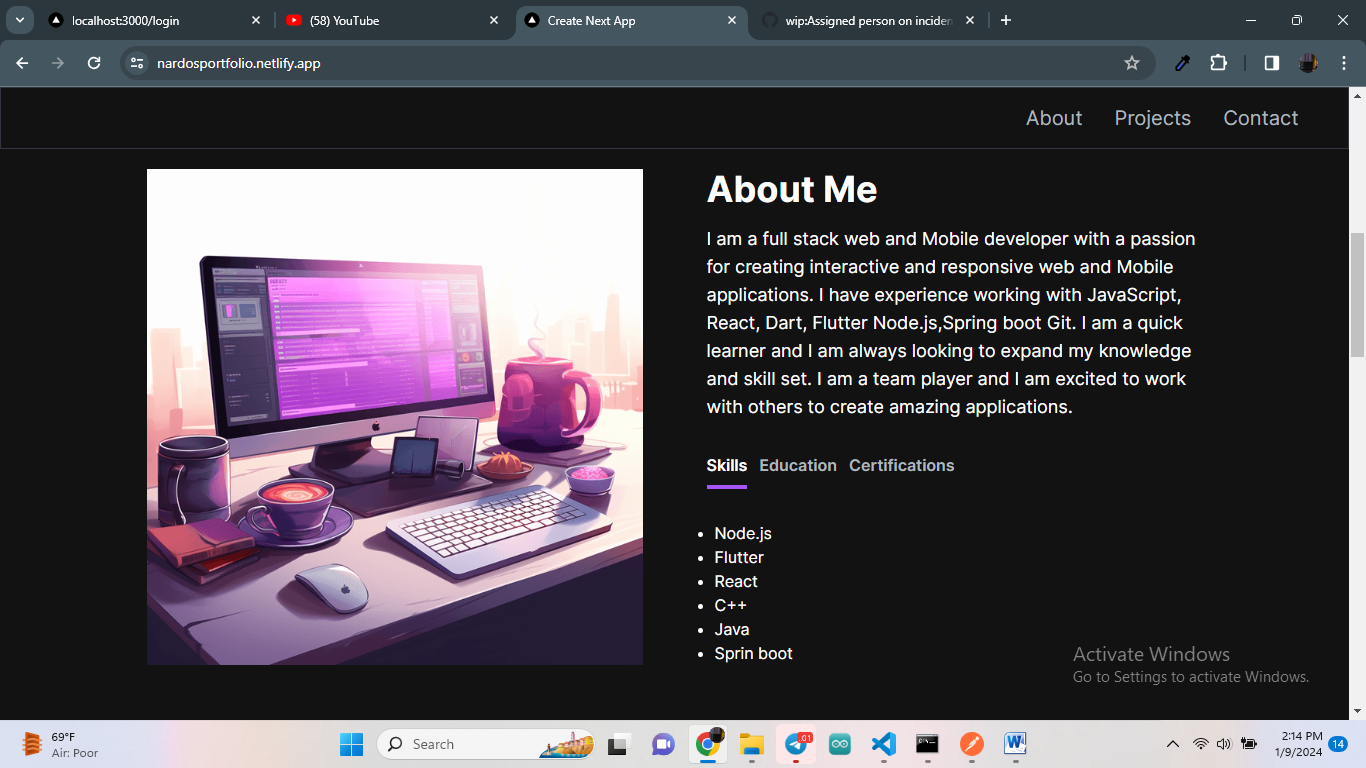 localhost:3000/login
(58) YouTube
Create Next App
wip:Assigned person on inciden
nardosportfolio.netlify.app
About Projects Contact
About Me
I am a full stack web and Mobile developer with a passion
for creating interactive and responsive web and Mobile
applications. I have experience working with JavaScript,
React, Dart, Flutter Node.js,Spring boot Git. I am a quick
learner and I am always looking to expand my knowledge
and skill set. I am a team player and I am excited to work
with others to create amazing applications.
Skills Education Certifications
Node.js
Flutter
React
C++
Java
Sprin boot
Activate Windows
Go to Settings to activate Windows.
69°F
Air: Poor
Search
.01
2:14 PM
1/9/2024
14